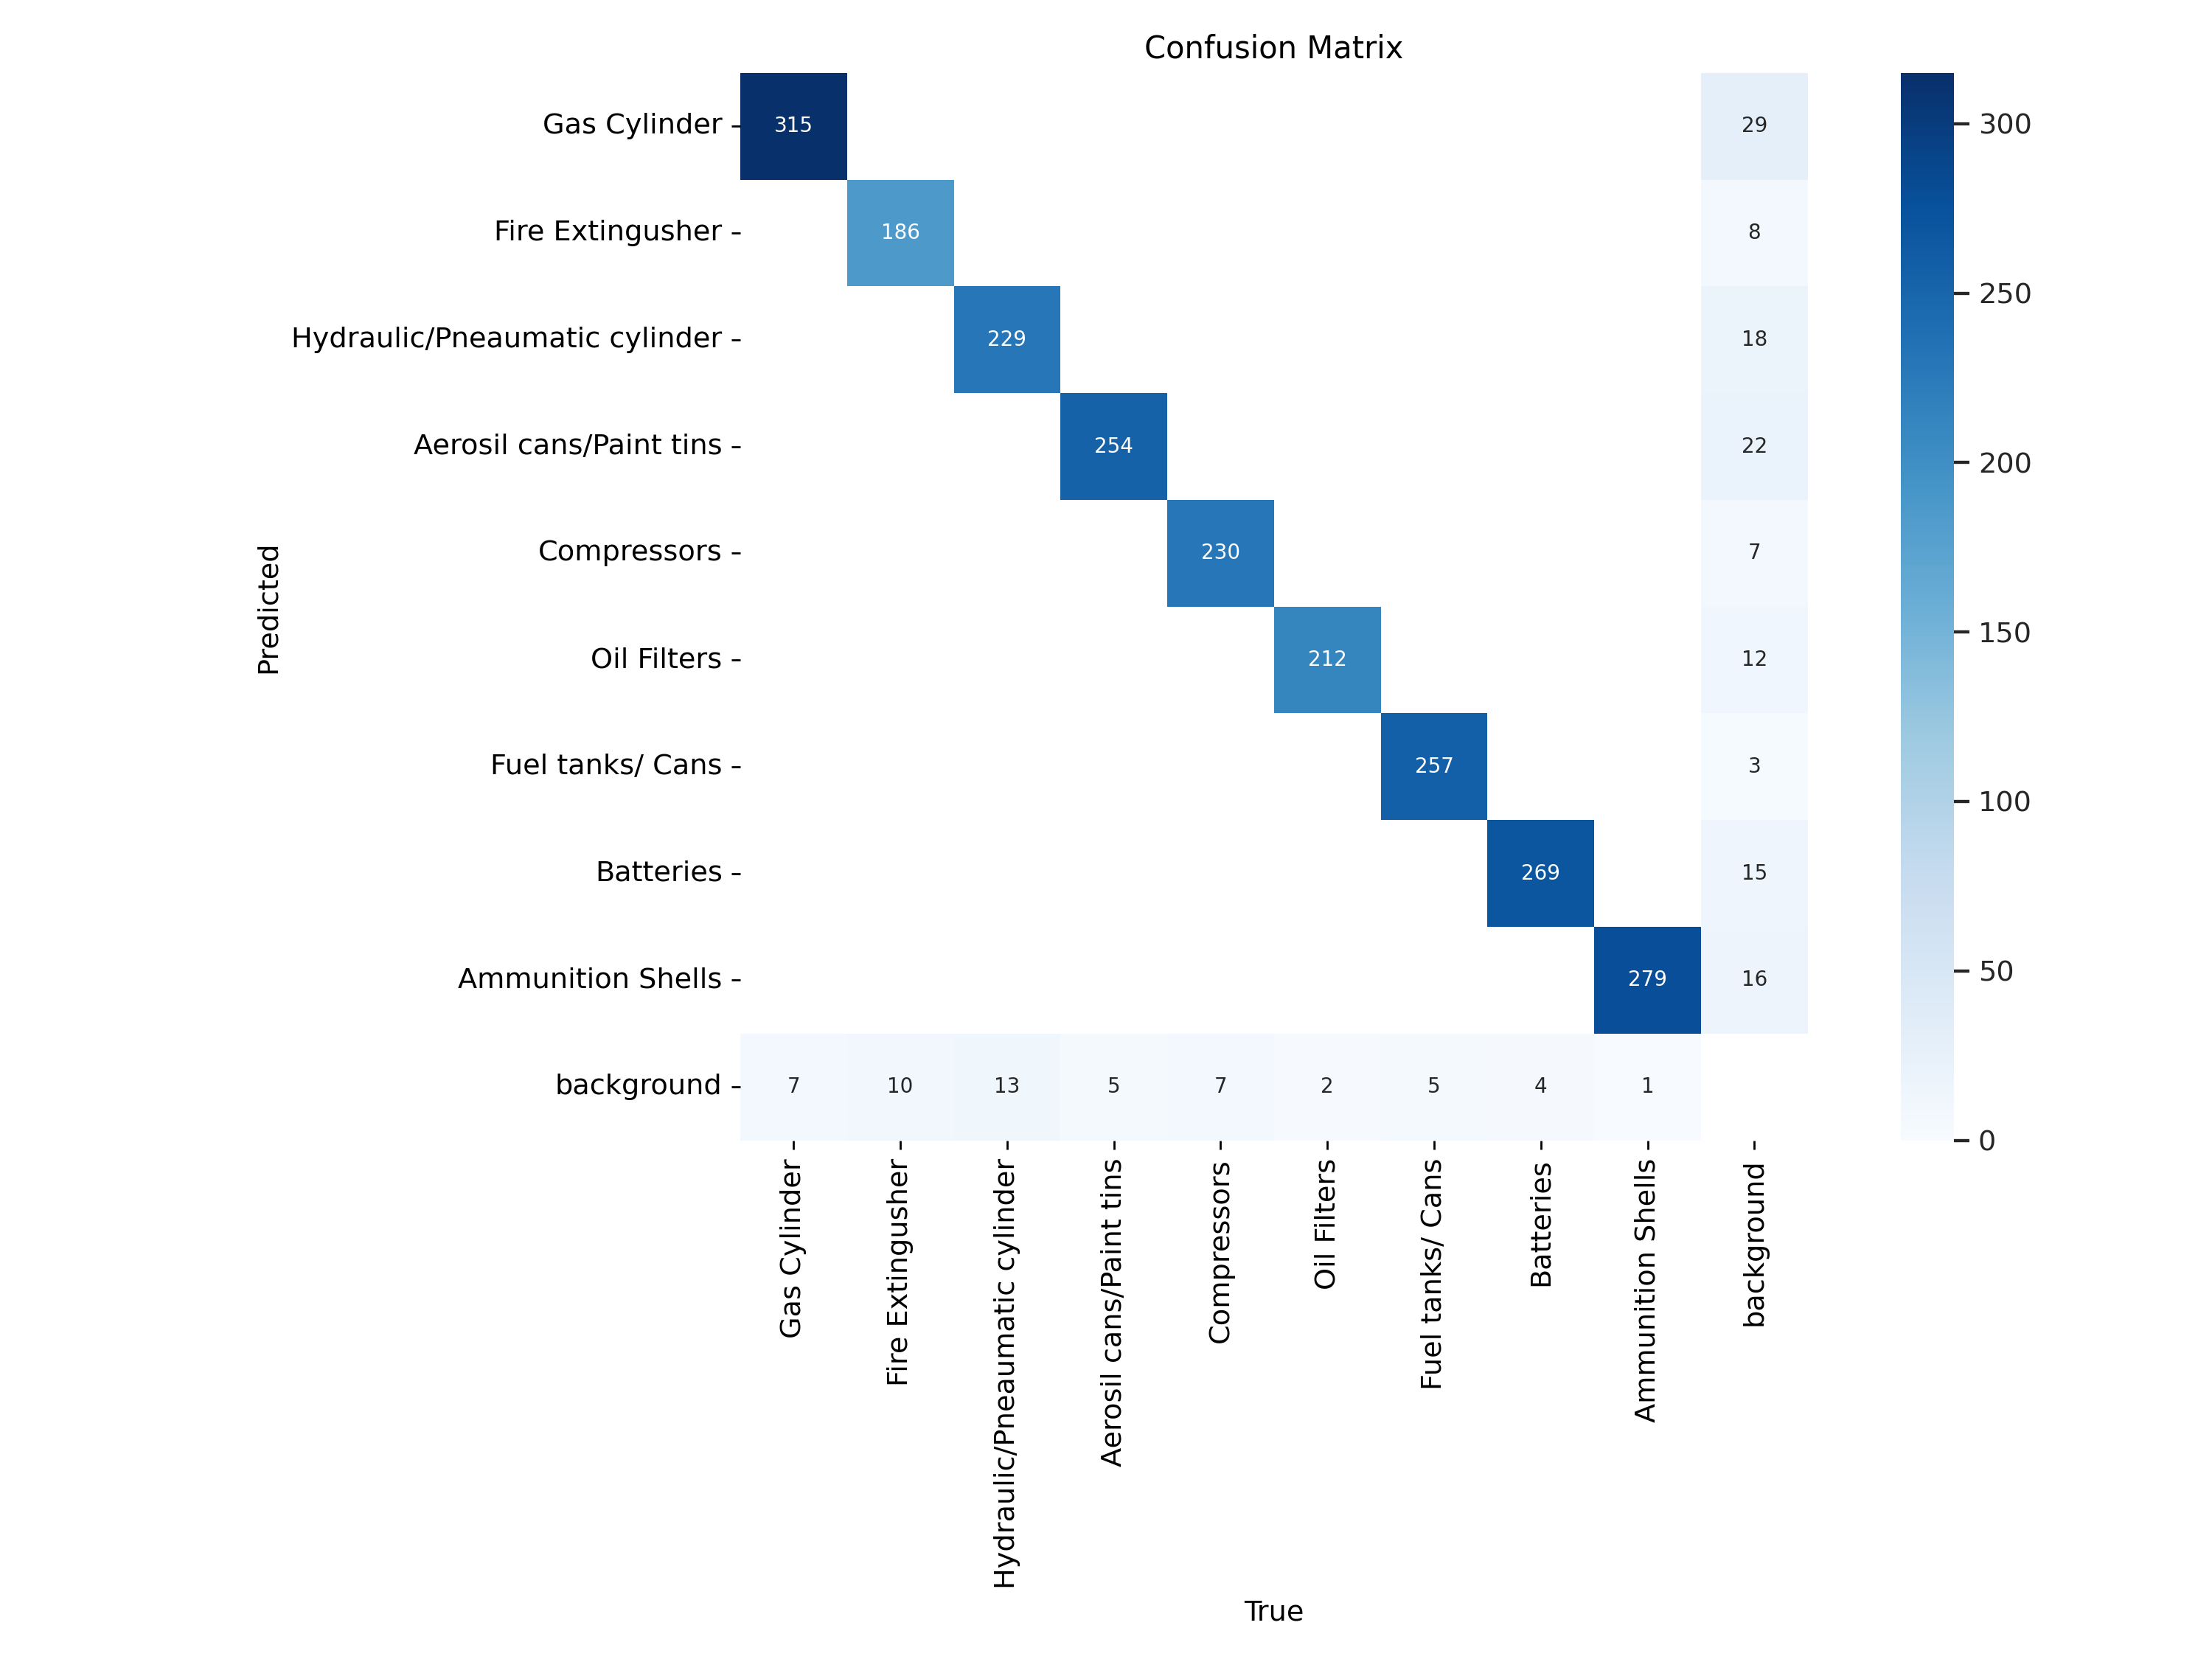 Confusion Matrix
Gas Cylinder
315
29
300
Fire Extingusher
186
8
250
Hydraulic/Pneaumatic cylinder
229
18
Aerosil cans/Paint tins
254
22
200
Predicted
Compressors
230
7
150
Oil Filters
212
12
Fuel tanks/ Cans
257
3
100
Batteries
269
15
50
Ammunition Shells
279
16
background
7
10
13
5
7
2
5
4
1
0
Gas Cylinder
Fire Extingusher
Hydraulic/Pneaumatic cylinder
Aerosil cans/Paint tins
Compressors
Oil Filters
Fuel tanks/ Cans
Batteries
Ammunition Shells
background
True